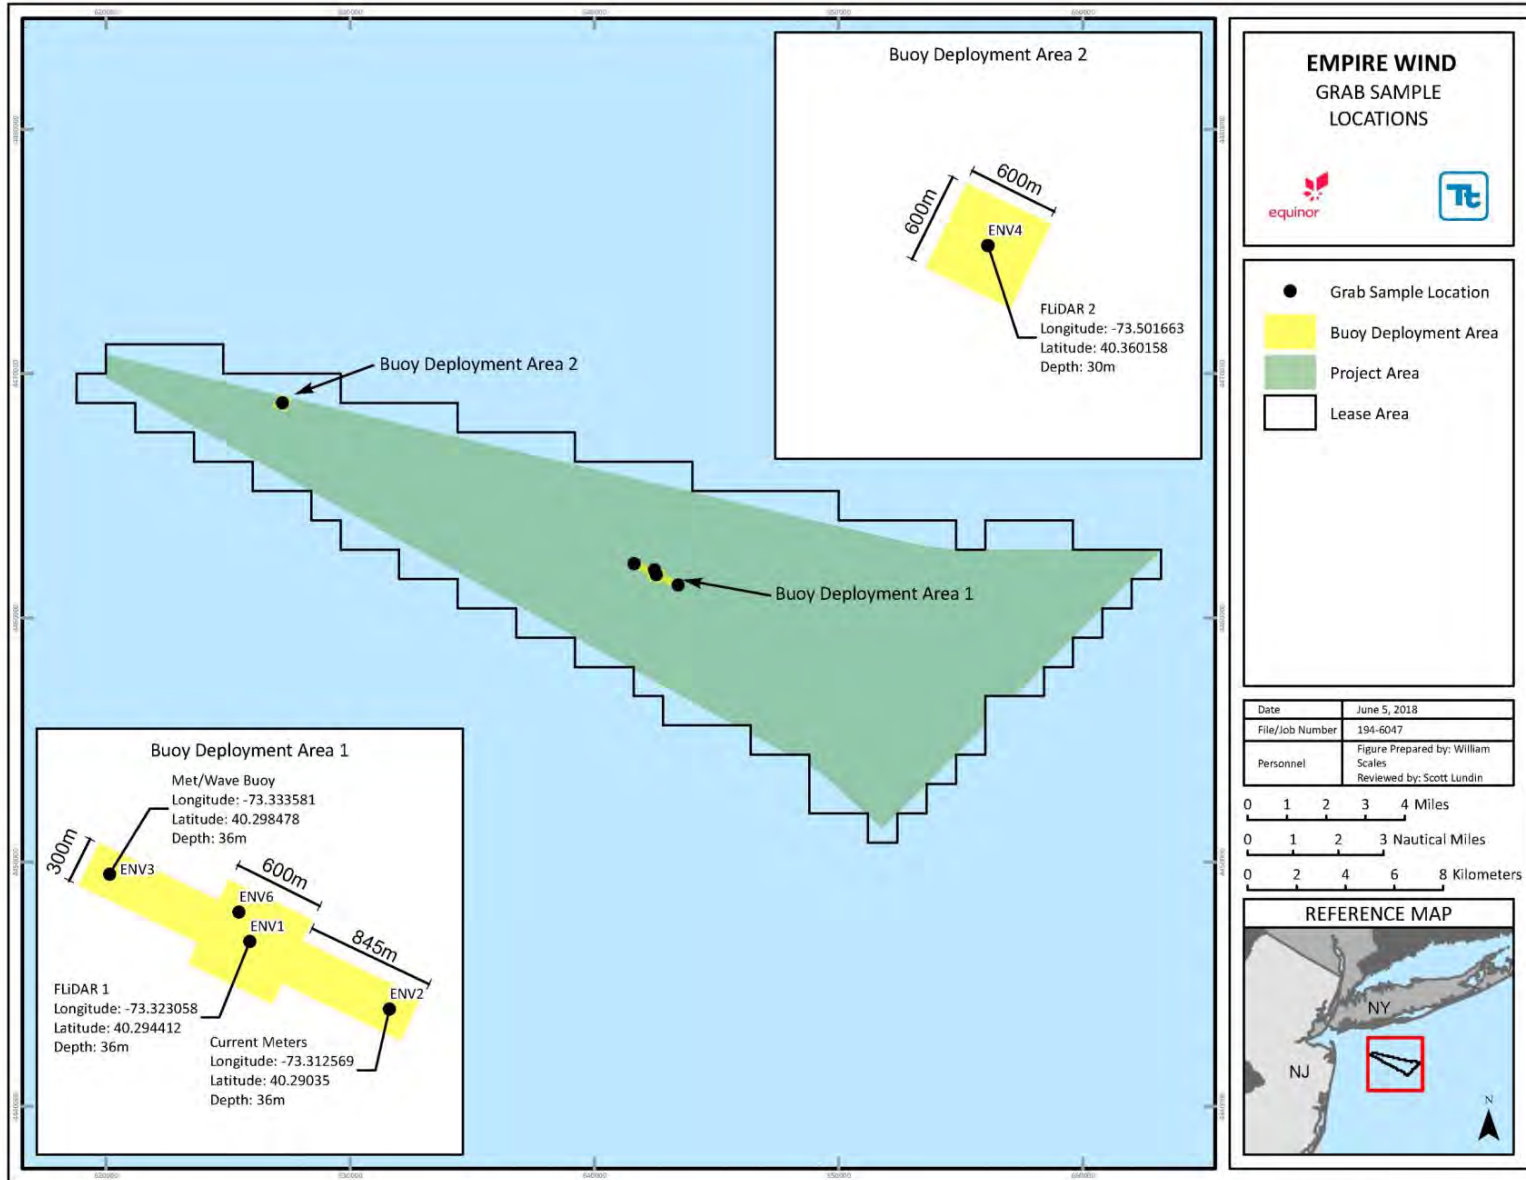 Buoy Deployment Area 2
600m
600m
ENV4
FLiDAR 2
Longitude: -73.501663
Latitude: 40.360158
Depth: 30m
Buoy Deployment Area 2
Buoy Deployment Area 1
Buoy Deployment Area 1
Met/Wave Buoy
Longitude: -73.333581
Latitude: 40.298478
Depth: 36m
300m
ENV3
600m
ENV6
ENV1
845m
ENV2
FLiDAR 1
Longitude: -73.323058
Latitude: 40.294412
Depth: 36m
Current Meters
Longitude: -73.312569
Latitude: 40.29035
Depth: 36m
EMPIRE WIND
GRAB SAMPLE
LOCATIONS
equinor
Tt
Grab Sample Location
Buoy Deployment Area
Project Area
Lease Area
Date June 5, 2018
File/Job Number 194-6047
Personnel Figure Prepared by: William
Scales
Reviewed by: Scott Lundin
0 1 2 3 4 Miles
0 1 2 3 Nautical Miles
0 2 4 6 8 Kilometers
REFERENCE MAP
NY
NJ
N